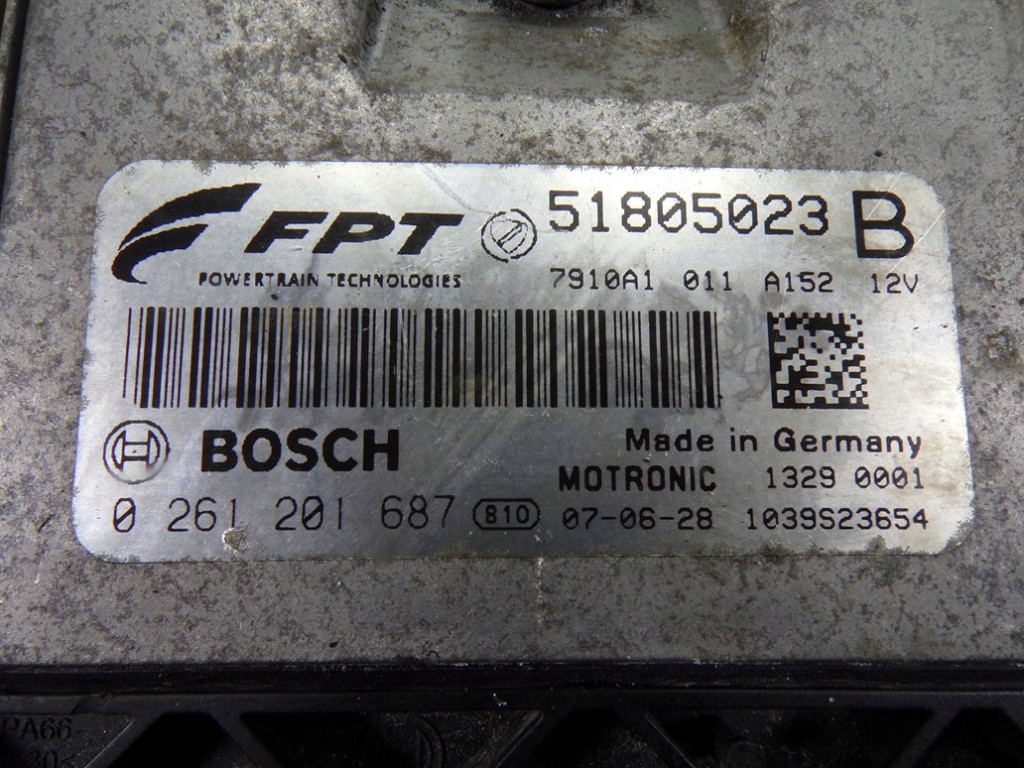 FPT 51805023 B
POWERTRAIN TECHNOLOGIES 7910A1 011 A152 12V
BOSCH Made in Germany
MOTRONIC 1329 0001
0 261 201 687 810 07-06-28 1039S23654
PA66-
30<